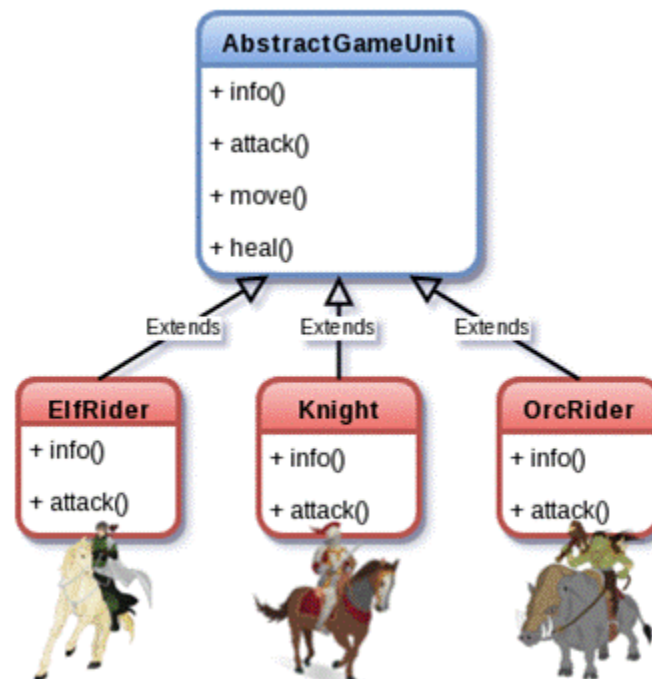 AbstractGameUnit
+ info()
+ attack()
+ move()
+ heal()
Extends
Extends
Extends
ElfRider
+ info()
+ attack()
Knight
+ info()
+ attack()
OrcRider
+ info()
+ attack()